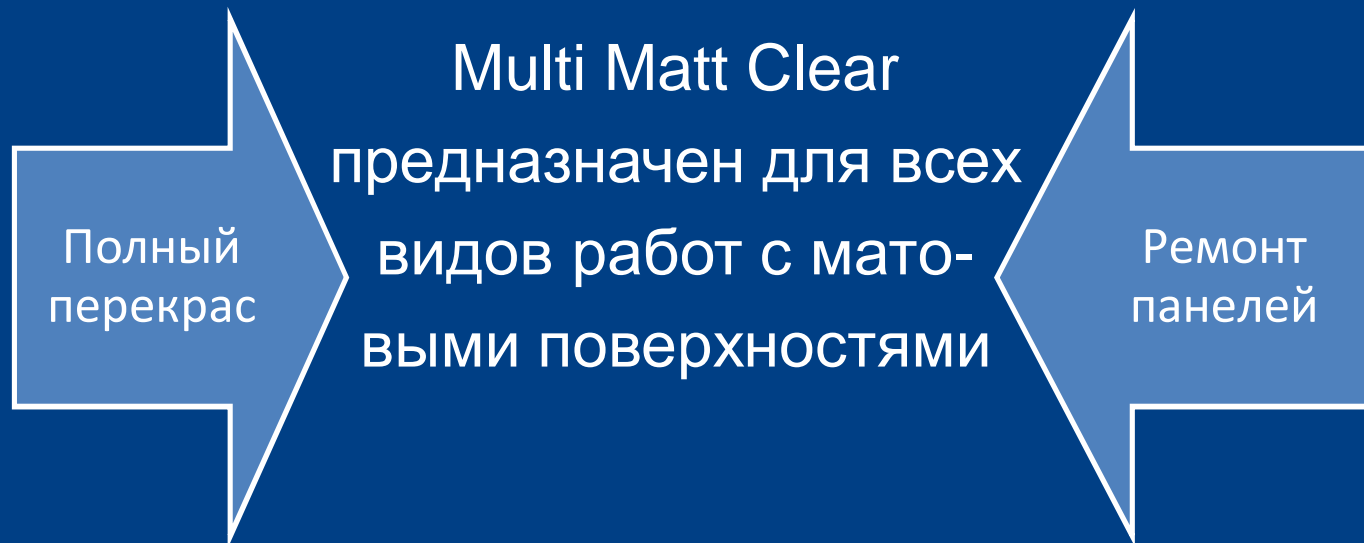 Multi Matt Clear
предназначен для всех
видов работ с мато-
выми поверхностями
Полный
перекрас
Ремонт
панелей